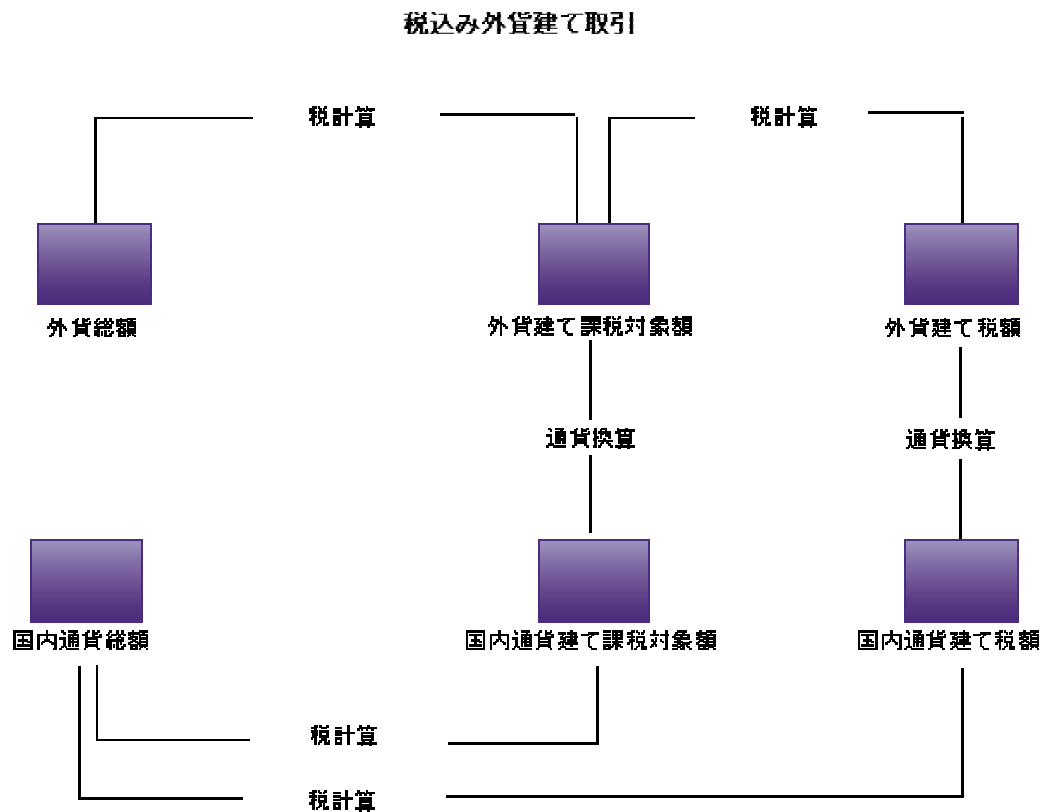 税込み外貨建て取引
税計算
税計算
外貨総額
外貨建て課税対象額
外貨建て税額
通貨換算
通貨換算
国内通貨総額
国内通貨建て課税対象額
国内通貨建て税額
税計算
税計算